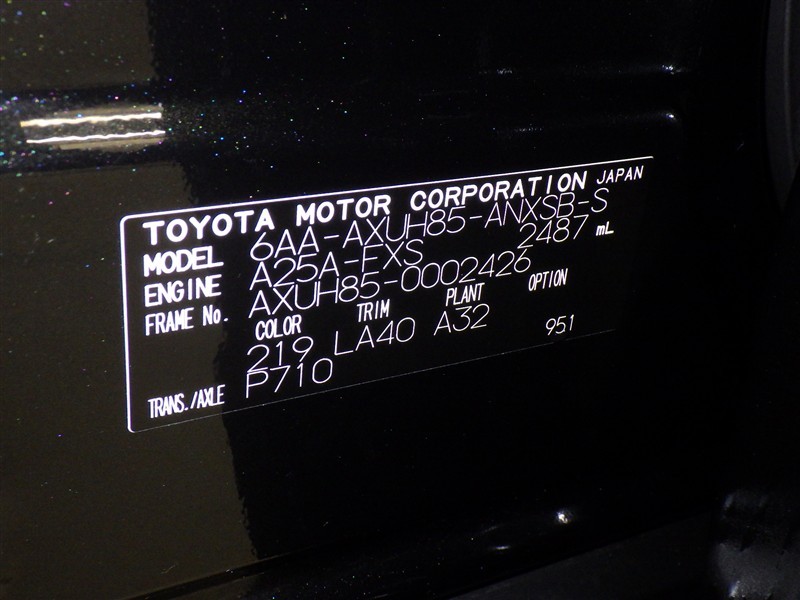 TOYOTA MOTOR CORPORATION JAPAN
MODEL 6AA-AXUH85-ANXSB-S
ENGINE A25A-FXS 2487 mL
FRAME No. AXUH85-0002426
COLOR TRIM PLANT OPTION
219 LA40 A32 951
TRANS./AXLE P710